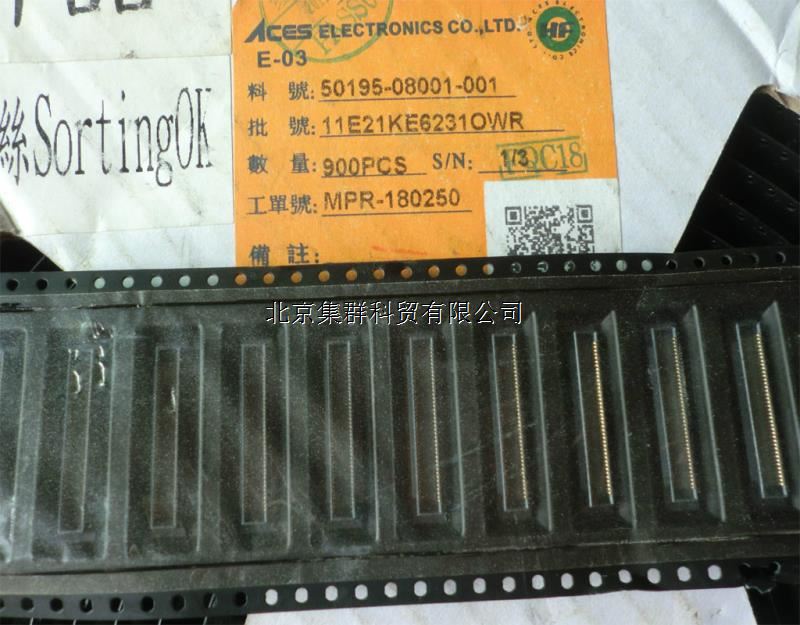 ACES ELECTRONICS CO.,LTD.
HF
E-03
料 號: 50195-08001-001
批 號: 11E21KE6231OWR
數 量: 900PCS S/N: 1/3
QC18
工單號: MPR-180250
備 註:
絲SortingOK
北京集群科贸有限公司